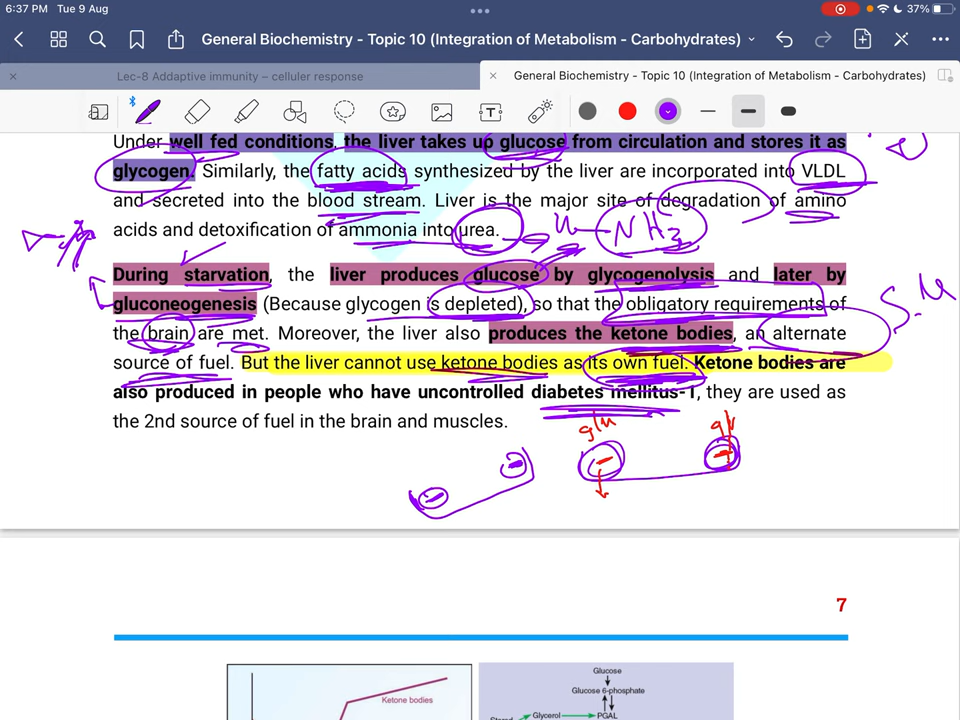 6:37 PM Tue 9 Aug 37%
General Biochemistry - Topic 10 (Integration of Metabolism - Carbohydrates)
Lec-8 Addaptive immunity – celluler response
General Biochemistry - Topic 10 (Integration of Metabolism - Carbohydrates)
Under well fed conditions, the liver takes up glucose from circulation and stores it as
glycogen. Similarly, the fatty acids synthesized by the liver are incorporated into VLDL
and secreted into the blood stream. Liver is the major site of degradation of amino
acids and detoxification of ammonia into urea.
NH3
During starvation, the liver produces glucose by glycogenolysis and later by
gluconeogenesis (Because glycogen is depleted), so that the obligatory requirements of
S.M
the brain are met. Moreover, the liver also produces the ketone bodies, an alternate
source of fuel. But the liver cannot use ketone bodies as its own fuel. Ketone bodies are
also produced in people who have uncontrolled diabetes mellitus-1, they are used as
the 2nd source of fuel in the brain and muscles.
glu
7
Ketone bodies
Glucose
Glucose 6-phosphate
Glycerol
PGAL